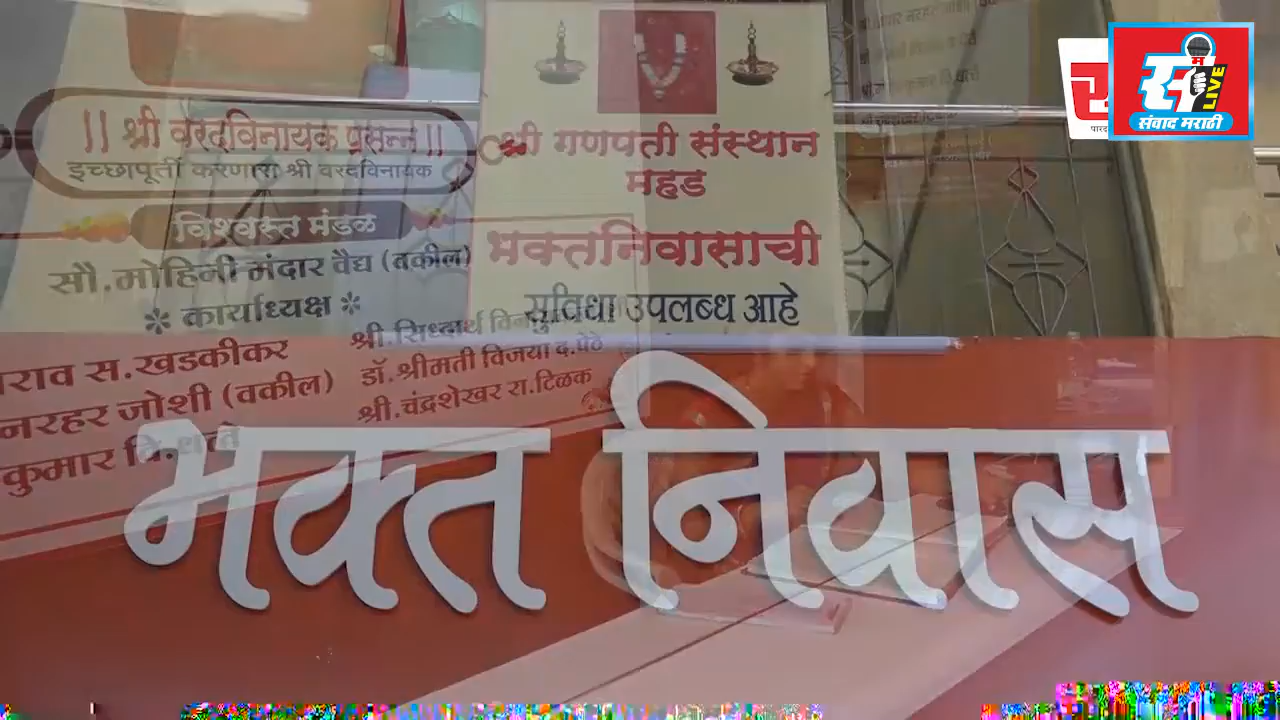 || श्री वरदविनायक प्रसन्न ||
इच्छापूर्ती करणारा श्री वरदविनायक
विश्वस्त मंडळ
सौ.मोहिनी मंदार वैद्य (वकील)
* कार्याध्यक्ष *
राव स.खडकीकर
नरहर जोशी (वकील)
कुमार वि.
श्री.सिध्दार्थ
डॉ.श्रीमती विजया द.पेठे
श्री.चंद्रशेखर रा.टिळक
श्री गणपती संस्थान
महड
भक्तनिवासाची
सुविधा उपलब्ध आहे
भक्त निवास
स म LIVE
संवाद मराठी